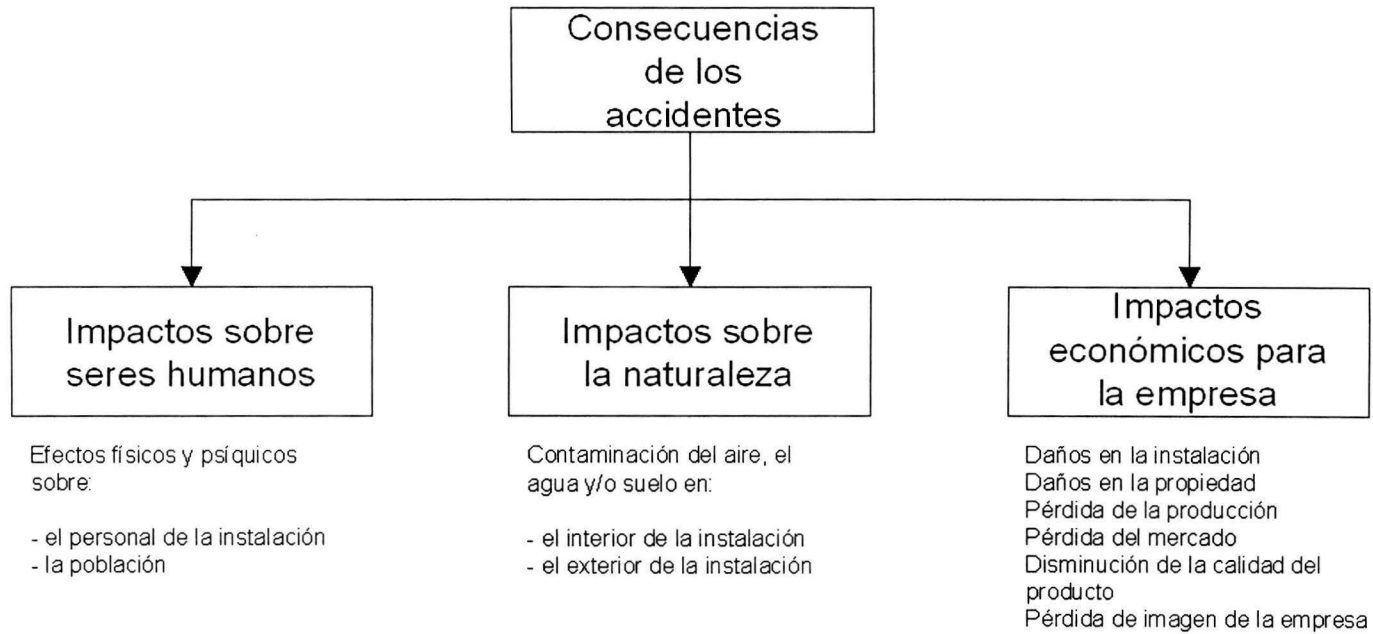 Consecuencias
de los
accidentes
Impactos sobre
seres humanos
Efectos físicos y psíquicos
sobre:
- el personal de la instalación
- la población
Impactos sobre
la naturaleza
Contaminación del aire, el
agua y/o suelo en:
- el interior de la instalación
- el exterior de la instalación
Impactos
económicos para
la empresa
Daños en la instalación
Daños en la propiedad
Pérdida de la producción
Pérdida del mercado
Disminución de la calidad del
producto
Pérdida de imagen de la empresa